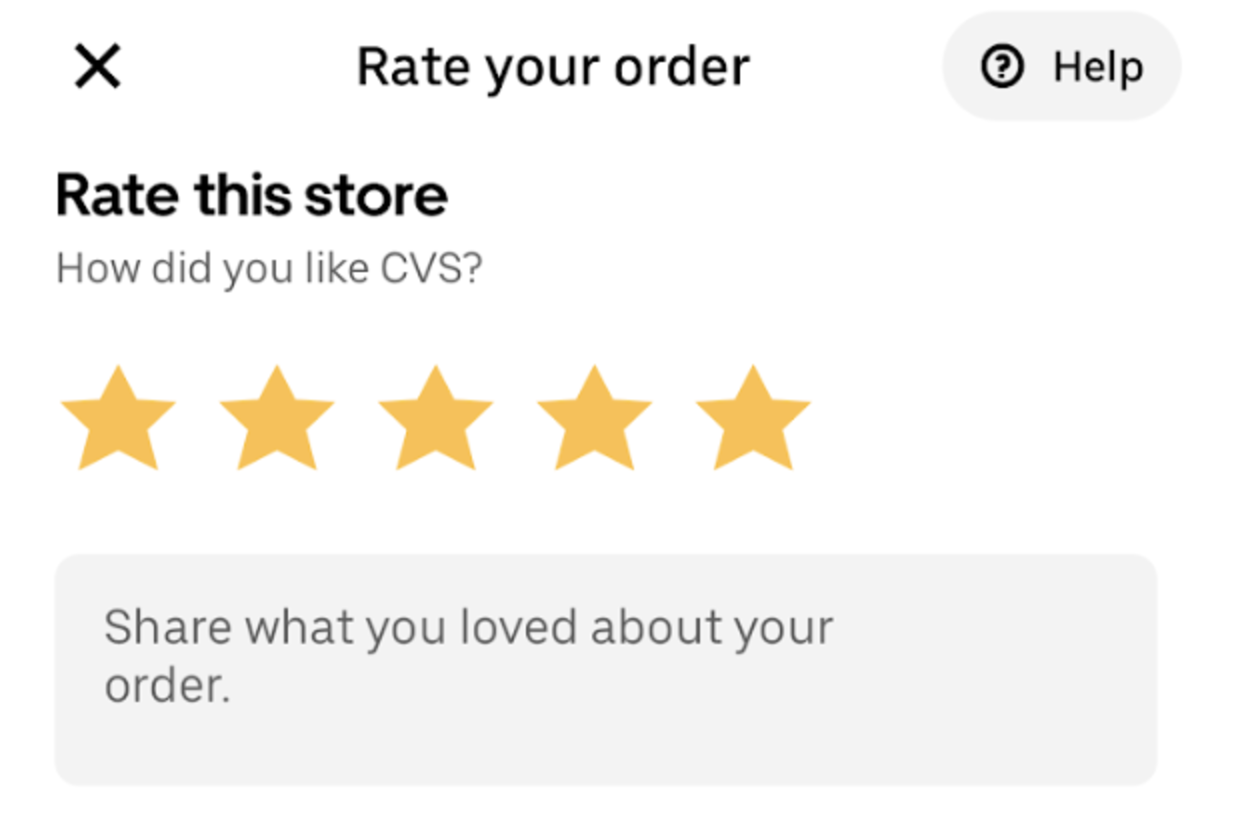 Rate your order
Help
Rate this store
How did you like CVS?
Share what you loved about your
order.